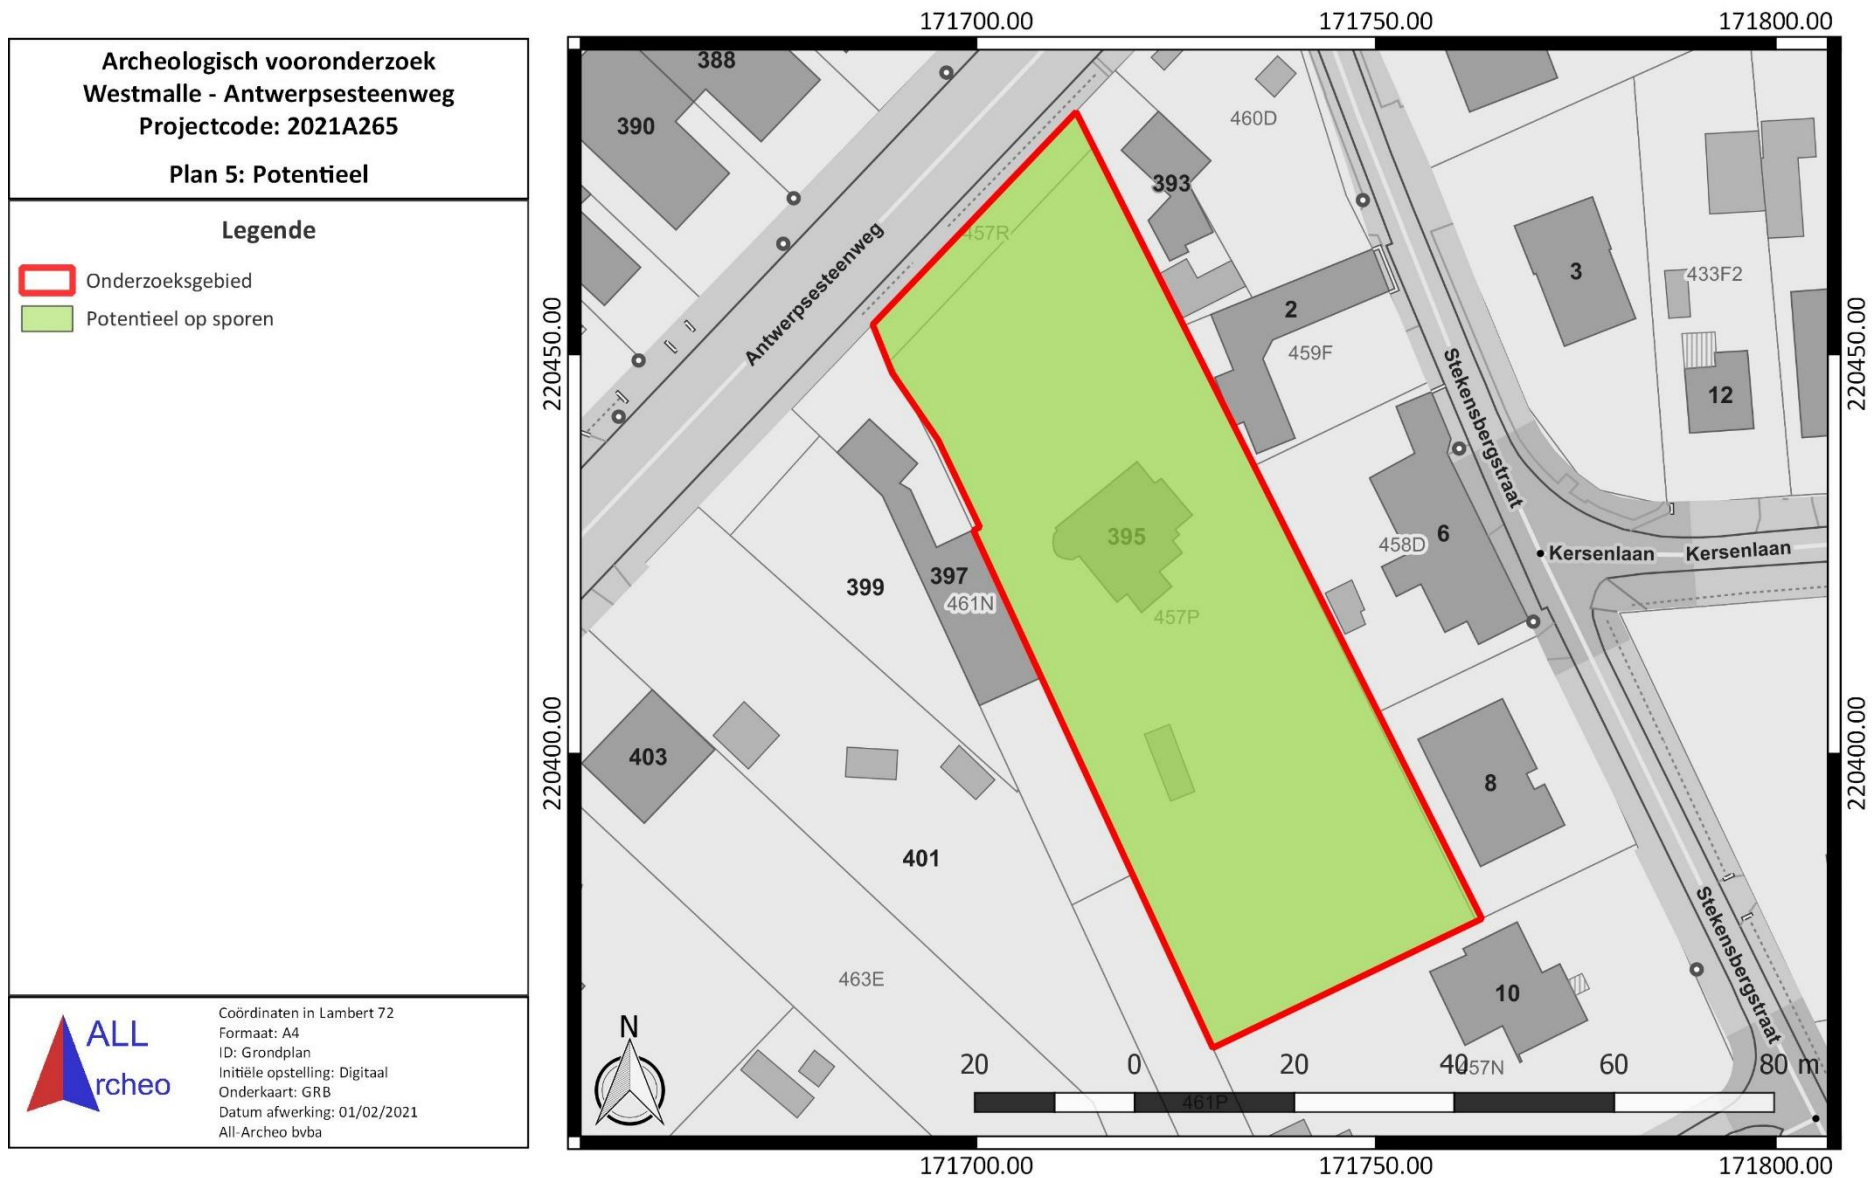 Archeologisch vooronderzoek
Westmalle - Antwerpsesteenweg
Projectcode: 2021A265
Plan 5: Potentieel
Legende
Onderzoeksgebied
Potentieel op sporen
ALL
rcheo
Coördinaten in Lambert 72
Formaat: A4
ID: Grondplan
Initiële opstelling: Digitaal
Onderkaart: GRB
Datum afwerking: 01/02/2021
All-Archeo bvba
171700.00
171750.00
171800.00
220450.00
220400.00
220450.00
220400.00
388
390
393
460D
457R
Antwerpsesteenweg
2
459F
3
433F2
12
Stekensbergstraat
395
457P
458D
6
Kersenlaan
Kersenlaan
397
461N
399
403
401
8
463E
10
Stekensbergstraat
N
457N
461P
20
0
20
40
60
80 m
171700.00
171750.00
171800.00